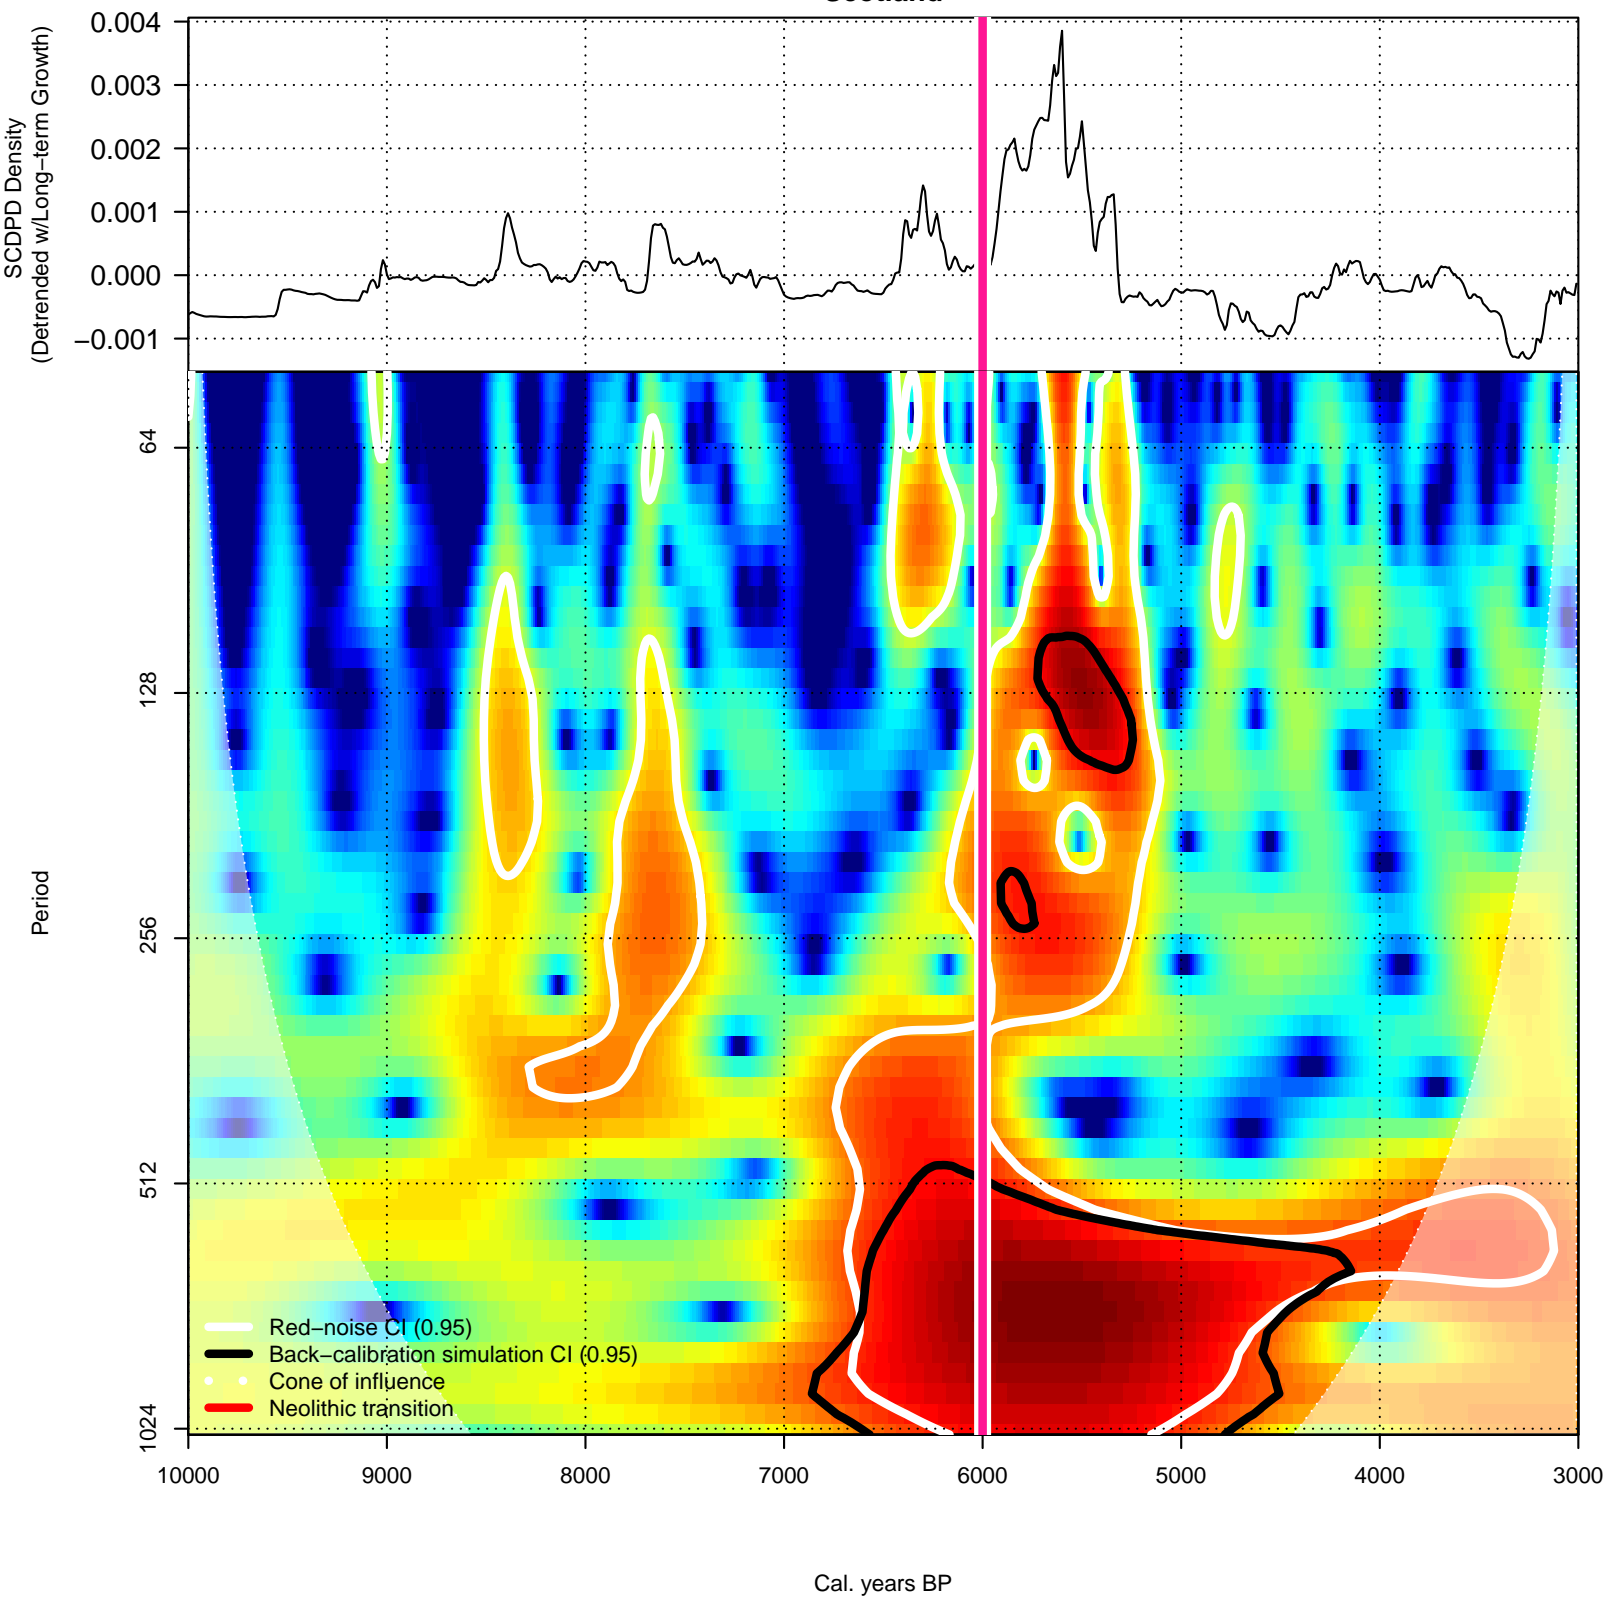 0.004
0.003
0.002
0.001
0.000
−0.001
SCDPD Density
(Detrended w/Long−term Growth)
64
128
256
512
1024
Period
Red−noise CI (0.95)
Back−calibration simulation CI (0.95)
Cone of influence
Neolithic transition
10000 9000 8000 7000 6000 5000 4000 3000
Cal. years BP